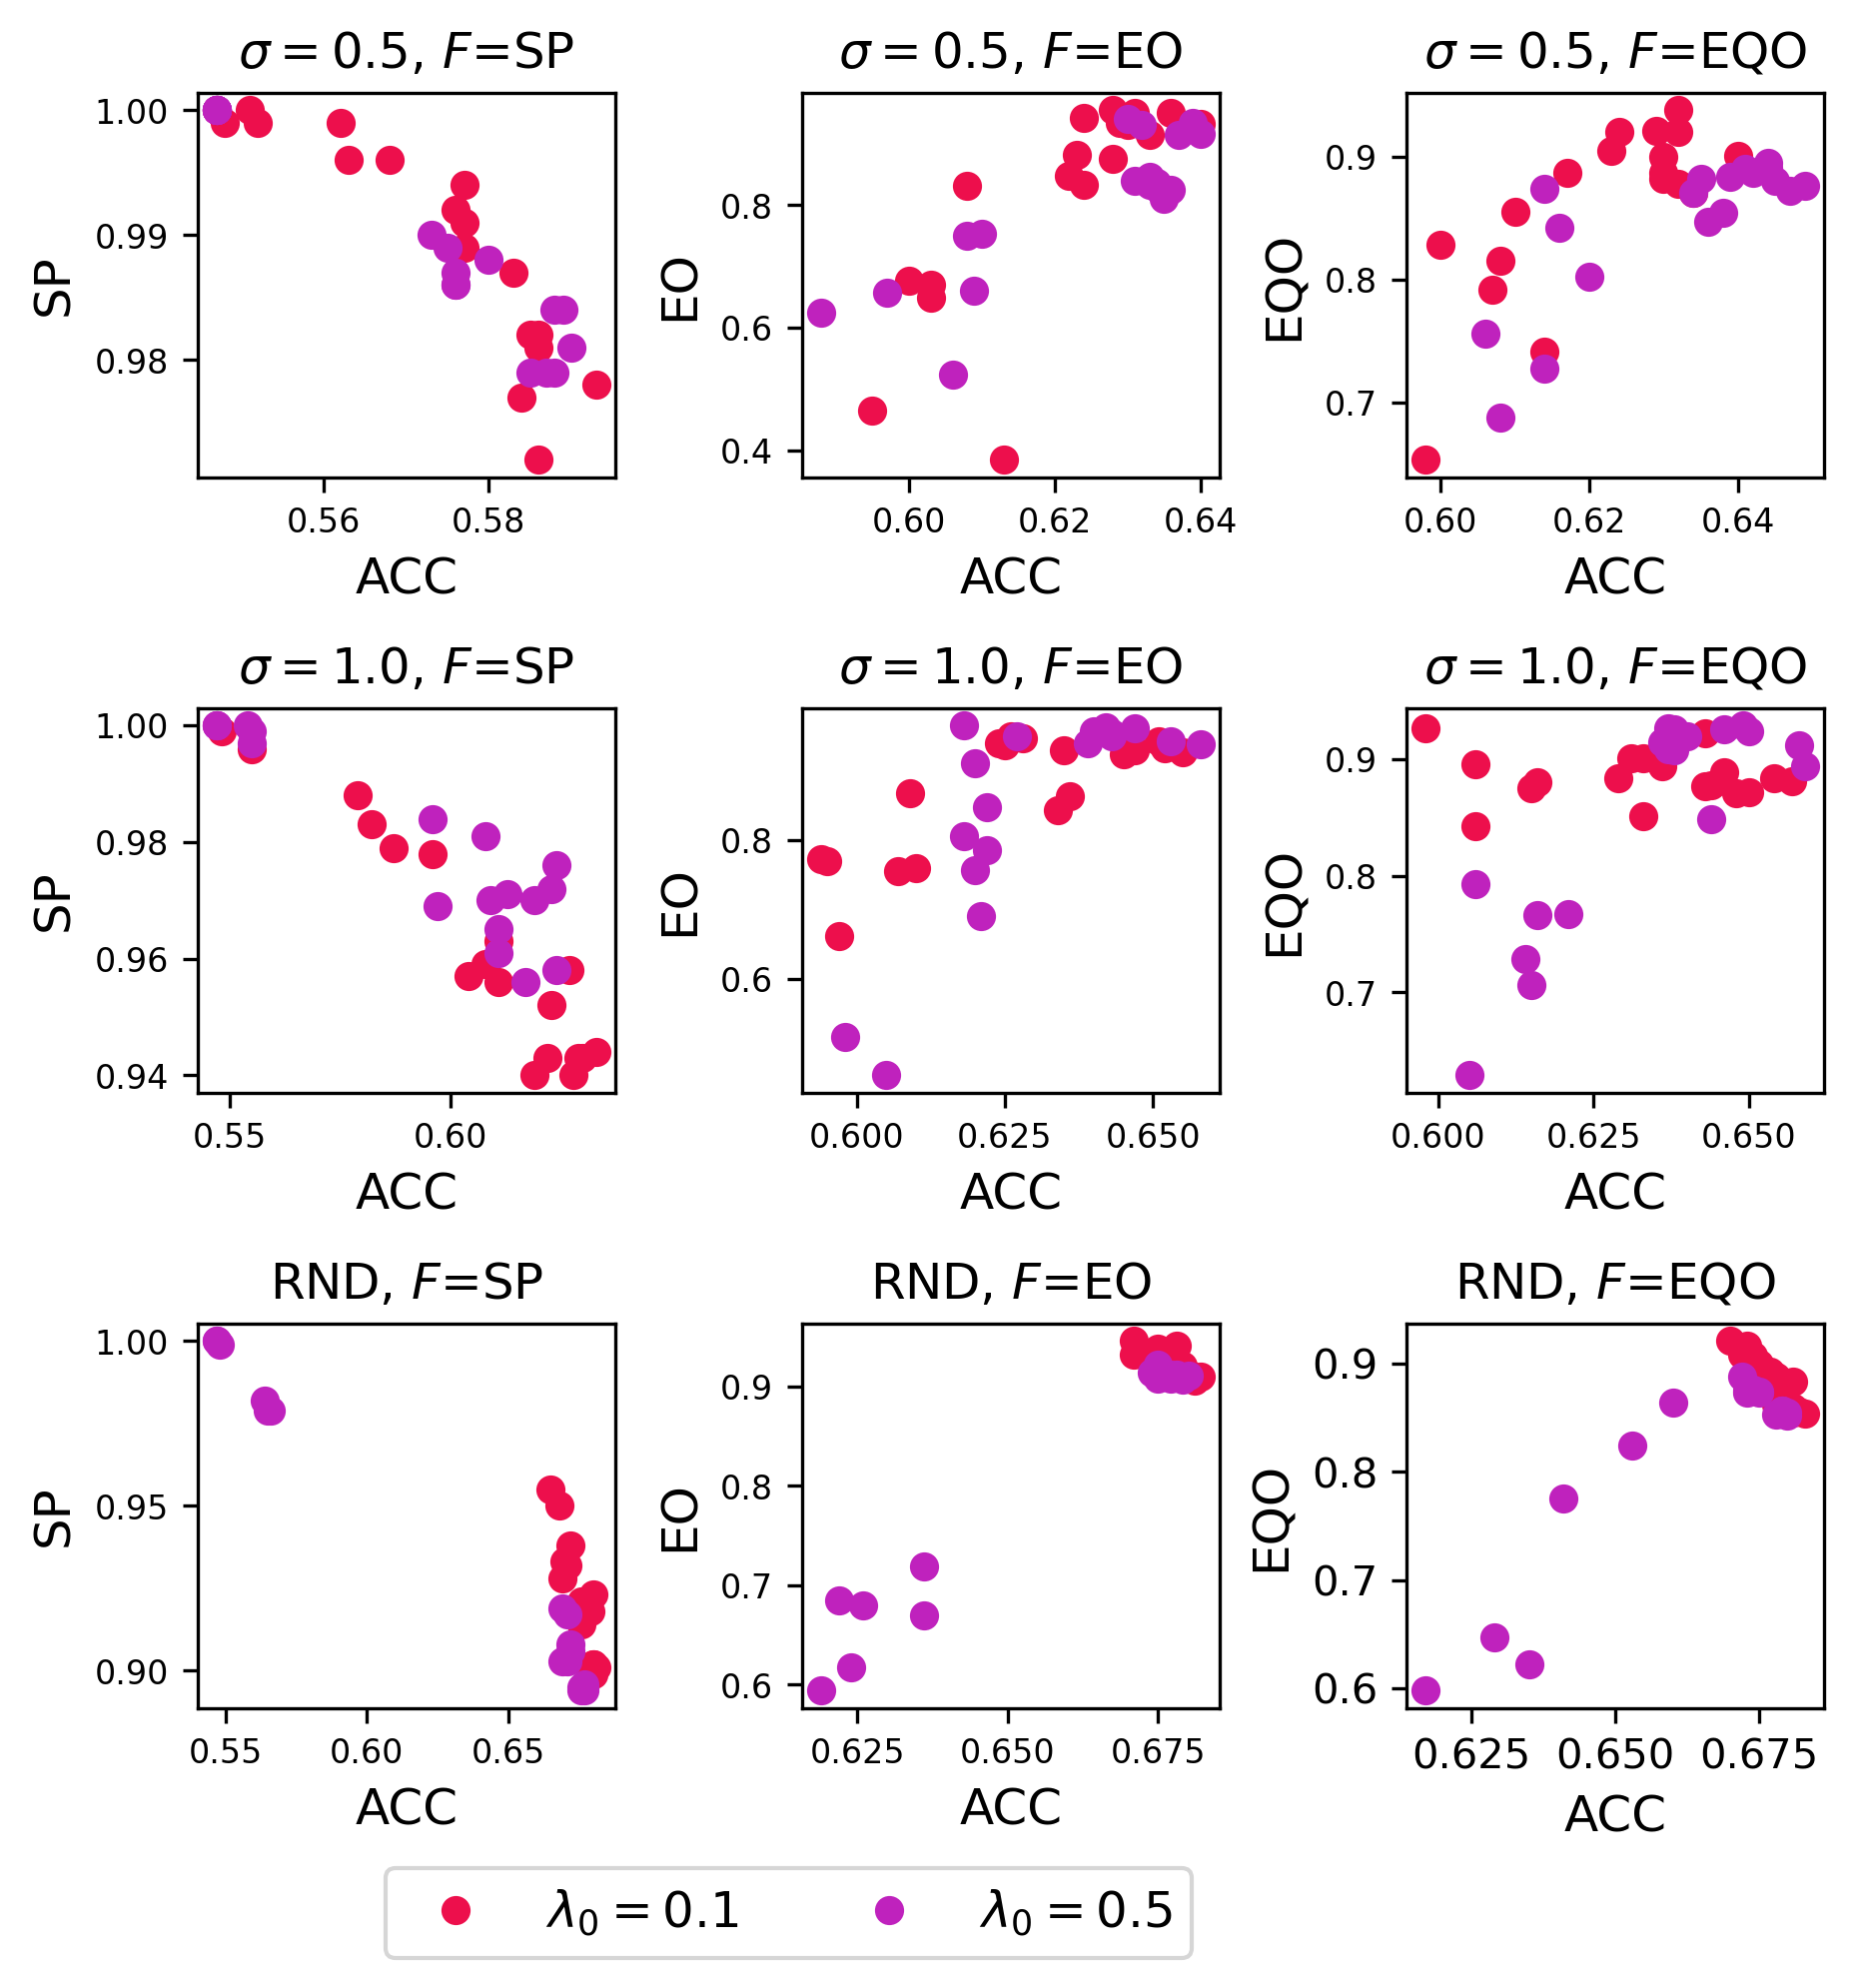 σ = 0.5, F=SP
1.00
0.99
0.98
SP
0.56 0.58
ACC
σ = 0.5, F=EO
0.8
0.6
0.4
EO
0.60 0.62 0.64
ACC
σ = 0.5, F=EQO
0.9
0.8
0.7
EQO
0.60 0.62 0.64
ACC
σ = 1.0, F=SP
1.00
0.98
0.96
0.94
SP
0.55 0.60
ACC
σ = 1.0, F=EO
0.8
0.6
EO
0.600 0.625 0.650
ACC
σ = 1.0, F=EQO
0.9
0.8
0.7
EQO
0.600 0.625 0.650
ACC
RND, F=SP
1.00
0.95
0.90
SP
0.55 0.60 0.65
ACC
RND, F=EO
0.9
0.8
0.7
0.6
EO
0.625 0.650 0.675
ACC
RND, F=EQO
0.9
0.8
0.7
0.6
EQO
0.625 0.650 0.675
ACC
λ₀ = 0.1 λ₀ = 0.5